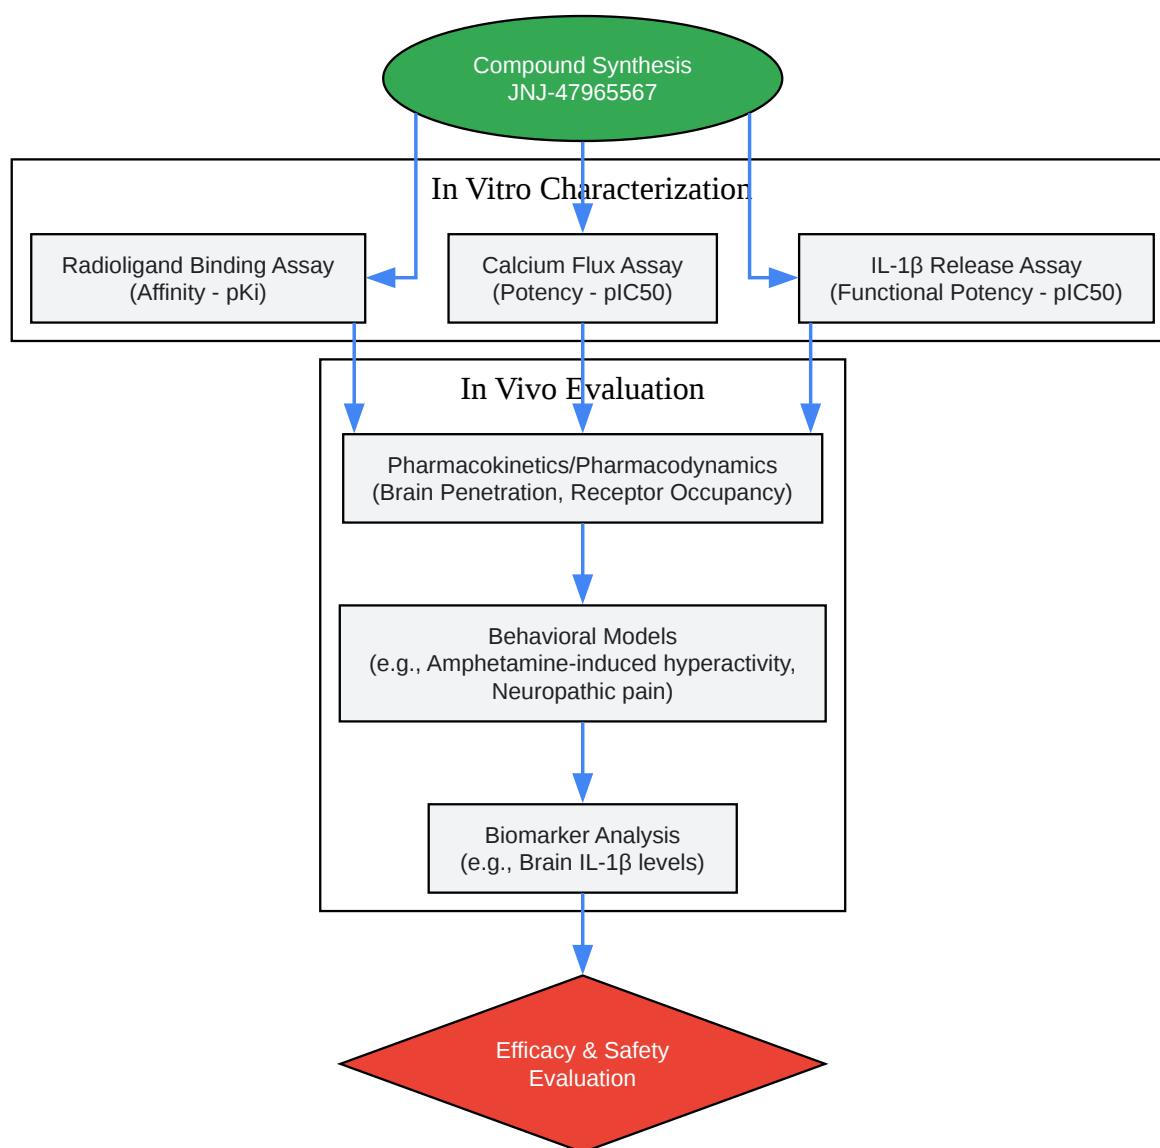 Compound Synthesis
JNJ-47965567
In Vitro Characterization
Radioligand Binding Assay
(Affinity - pKi)
Calcium Flux Assay
(Potency - pIC50)
IL-1β Release Assay
(Functional Potency - pIC50)
In Vivo Evaluation
Pharmacokinetics/Pharmacodynamics
(Brain Penetration, Receptor Occupancy)
Behavioral Models
(e.g., Amphetamine-induced hyperactivity,
Neuropathic pain)
Biomarker Analysis
(e.g., Brain IL-1β levels)
Efficacy & Safety
Evaluation